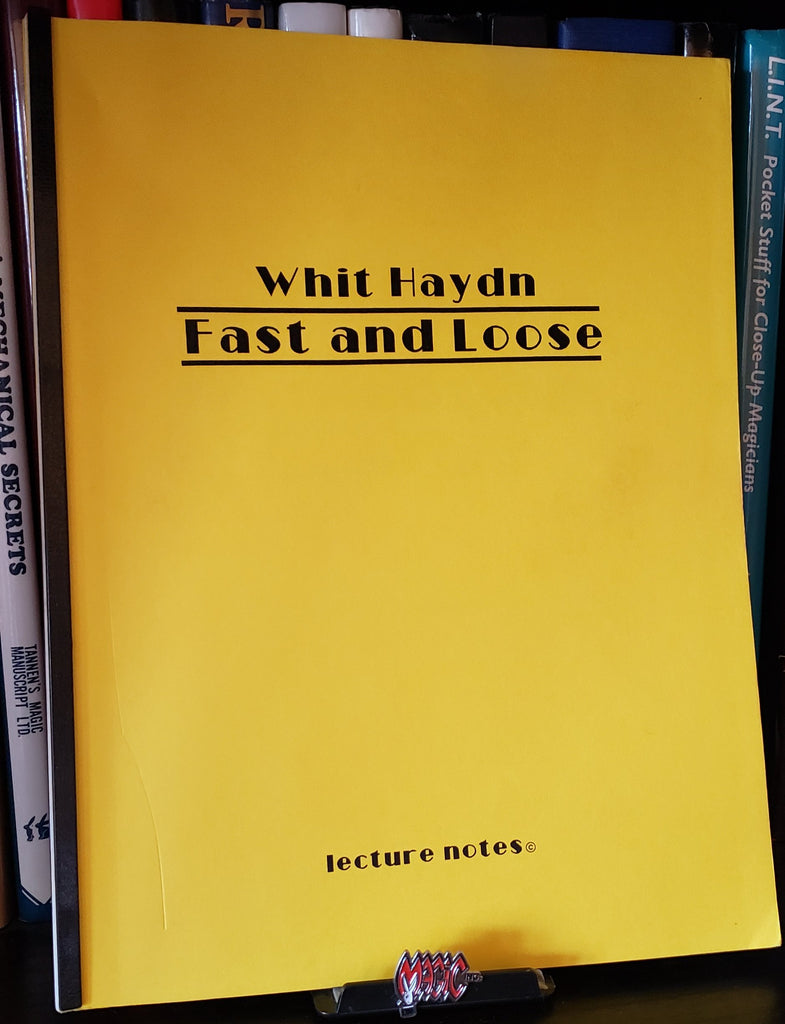 Whit Haydn
Fast and Loose
lecture notes©
MECHANICAL SECRETS
TANNEN'S MAGIC
MANUSCRIPT LTD.
L.I.N.T. Pocket Stuff for Close-Up Magicians
MAGIC